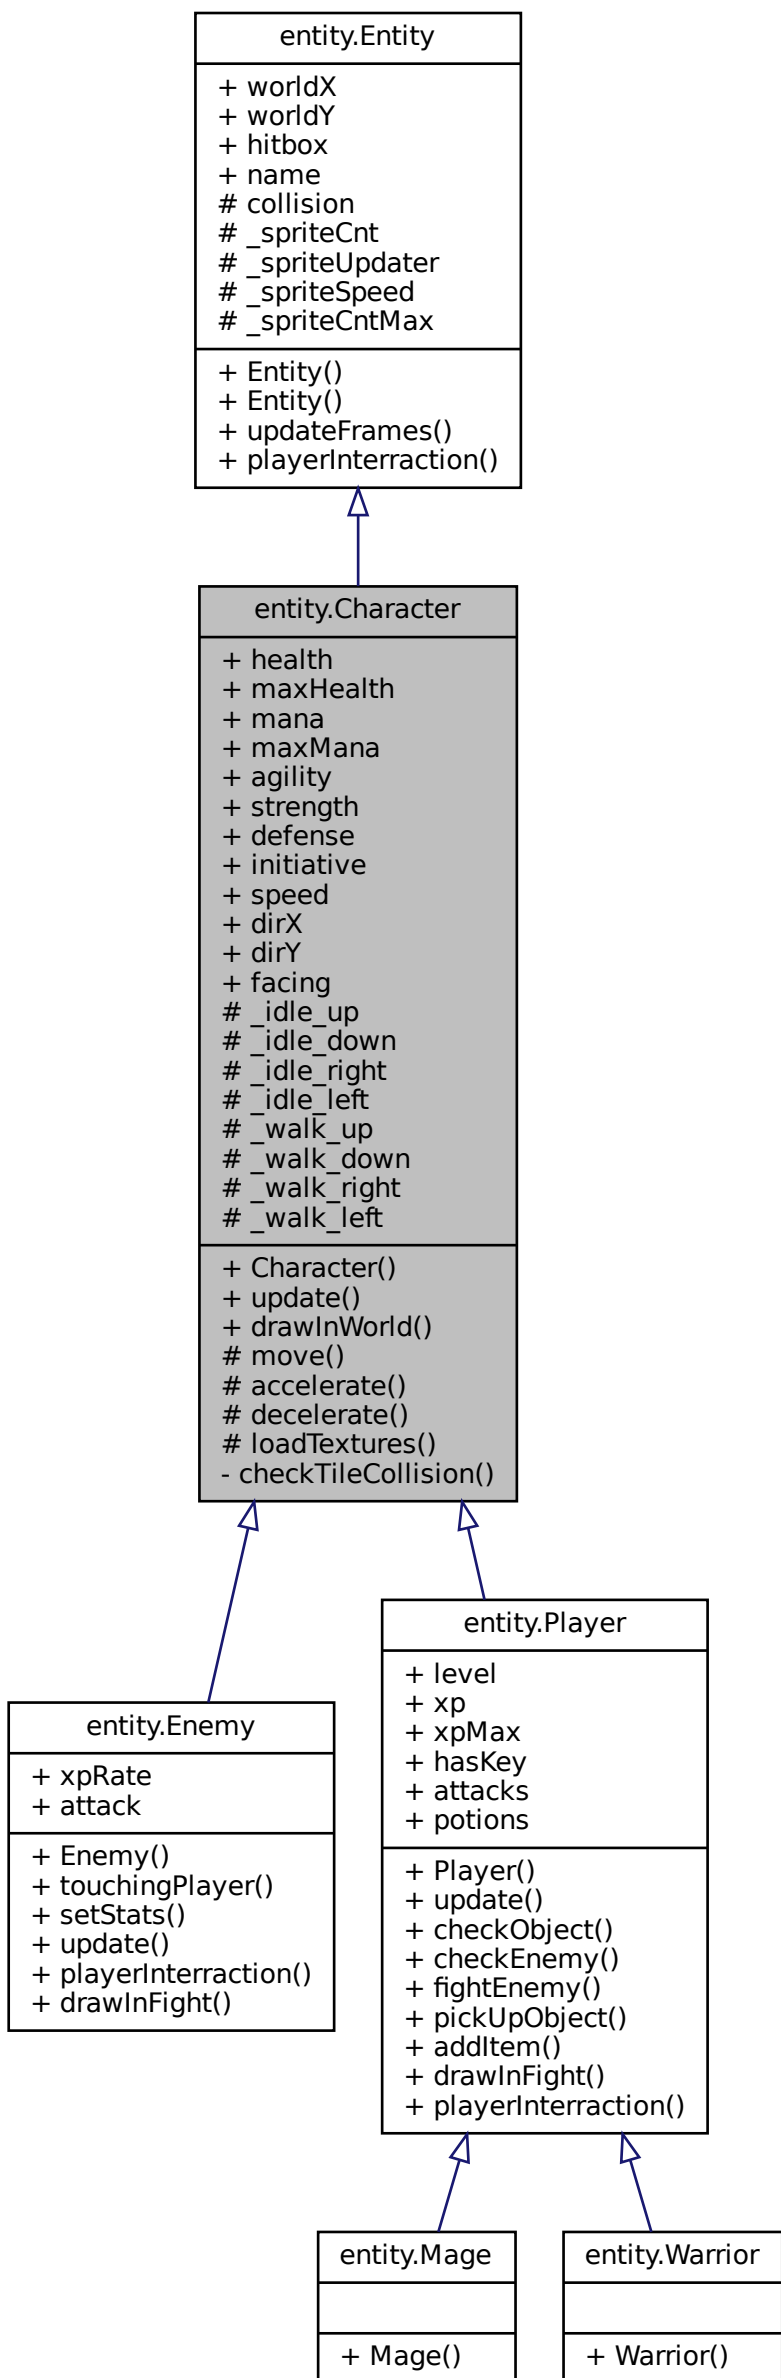 entity.Entity
+ worldX
+ worldY
+ hitbox
+ name
# collision
# _spriteCnt
# _spriteUpdater
# _spriteSpeed
# _spriteCntMax
+ Entity()
+ Entity()
+ updateFrames()
+ playerInterraction()
entity.Character
+ health
+ maxHealth
+ mana
+ maxMana
+ agility
+ strength
+ defense
+ initiative
+ speed
+ dirX
+ dirY
+ facing
# _idle_up
# _idle_down
# _idle_right
# _idle_left
# _walk_up
# _walk_down
# _walk_right
# _walk_left
+ Character()
+ update()
+ drawInWorld()
# move()
# accelerate()
# decelerate()
# loadTextures()
- checkTileCollision()
entity.Enemy
+ xpRate
+ attack
+ Enemy()
+ touchingPlayer()
+ setStats()
+ update()
+ playerInterraction()
+ drawInFight()
entity.Player
+ level
+ xp
+ xpMax
+ hasKey
+ attacks
+ potions
+ Player()
+ update()
+ checkObject()
+ checkEnemy()
+ fightEnemy()
+ pickUpObject()
+ addItem()
+ drawInFight()
+ playerInterraction()
entity.Mage
+ Mage()
entity.Warrior
+ Warrior()